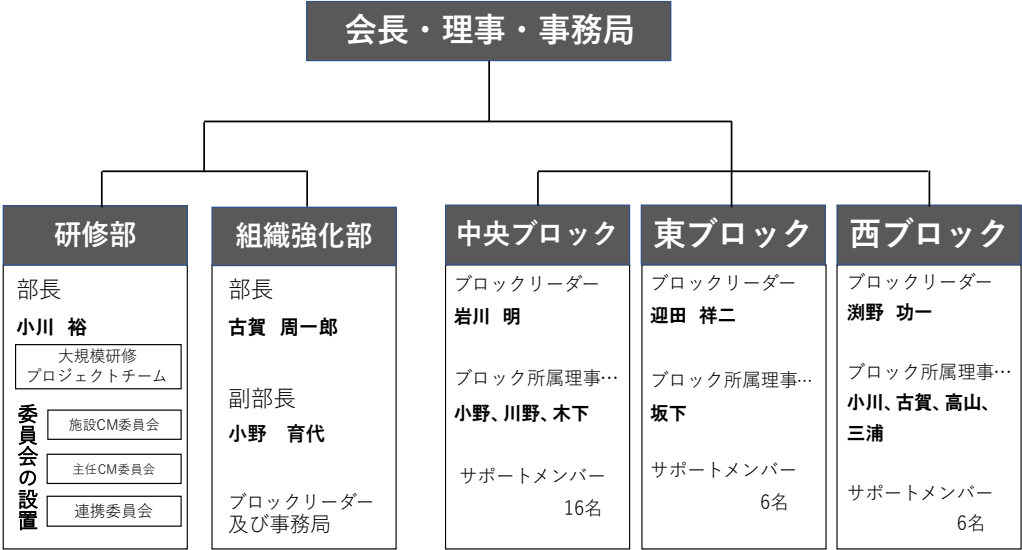 会長・理事・事務局
研修部
部長
小川 裕
大規模研修
プロジェクトチーム
委員会の設置
施設CM委員会
主任CM委員会
連携委員会
組織強化部
部長
古賀 周一郎
副部長
小野 育代
ブロックリーダー
及び事務局
中央ブロック
ブロックリーダー
岩川 明
ブロック所属理事…
小野、川野、木下
サポートメンバー
16名
東ブロック
ブロックリーダー
迎田 祥二
ブロック所属理事…
坂下
サポートメンバー
6名
西ブロック
ブロックリーダー
渕野 功一
ブロック所属理事…
小川、古賀、高山、
三浦
サポートメンバー
6名